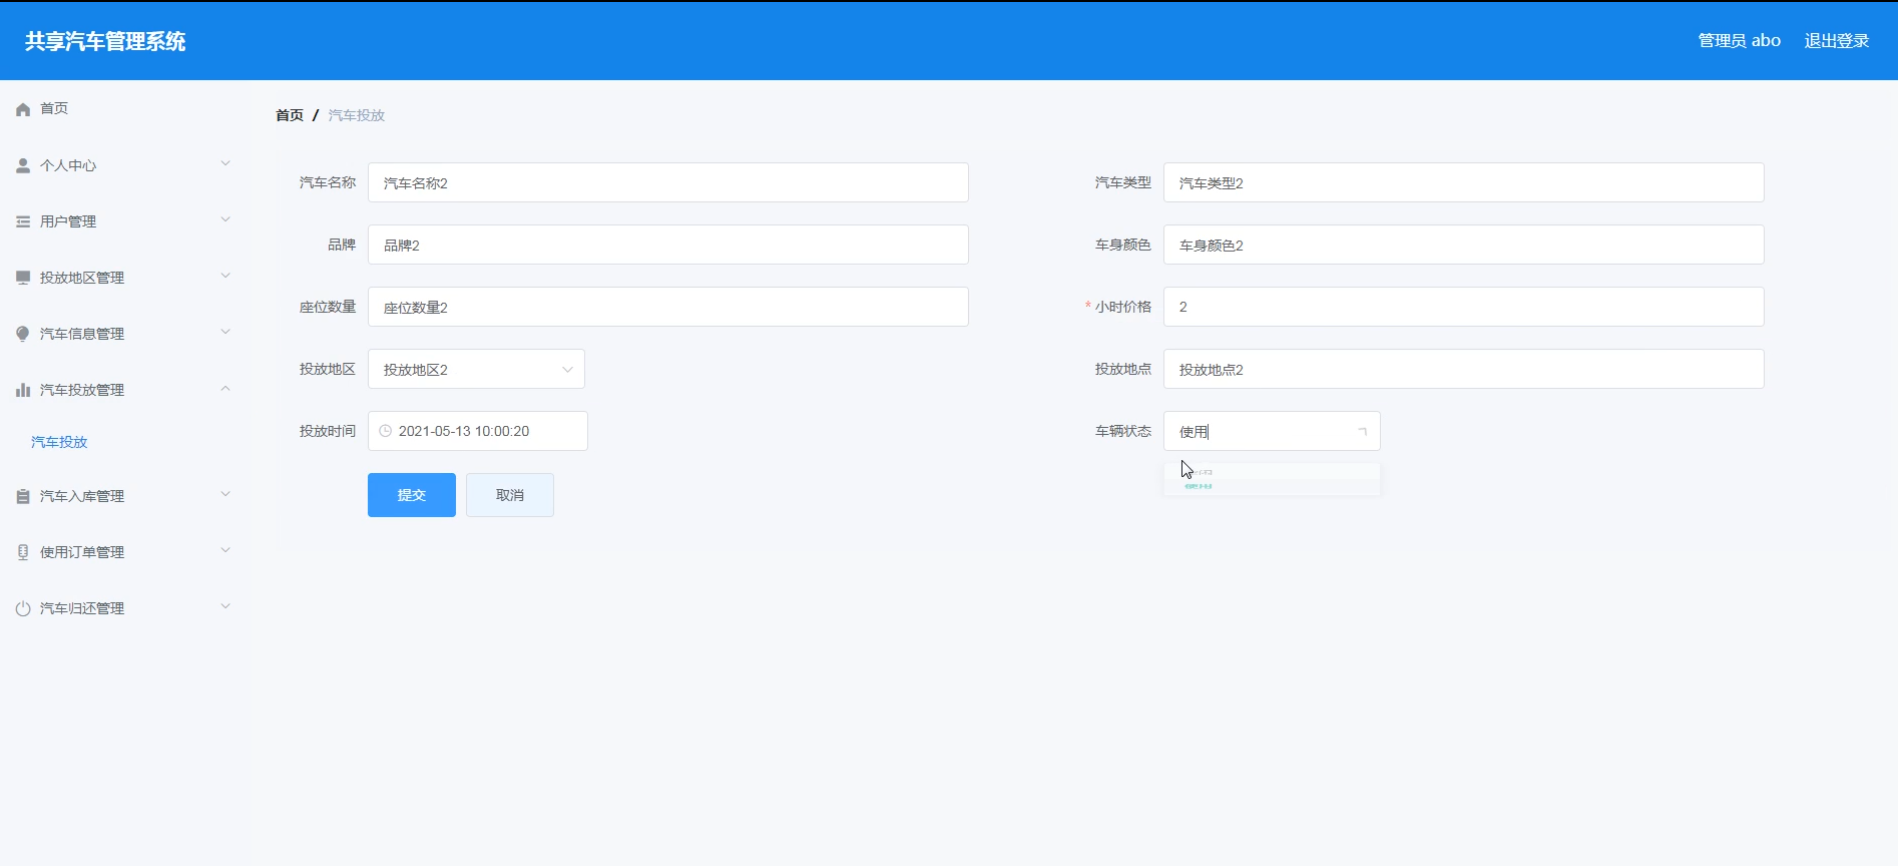 共享汽车管理系统
管理员 abo
退出登录
首页
个人中心
用户管理
投放地区管理
汽车信息管理
汽车投放管理
汽车投放
汽车入库管理
使用订单管理
汽车归还管理
首页 / 汽车投放
汽车名称 汽车名称2
汽车类型 汽车类型2
品牌 品牌2
车身颜色 车身颜色2
座位数量 座位数量2
* 小时价格 2
投放地区 投放地区2
投放地点 投放地点2
投放时间 2021-05-13 10:00:20
车辆状态 使用
提交
取消